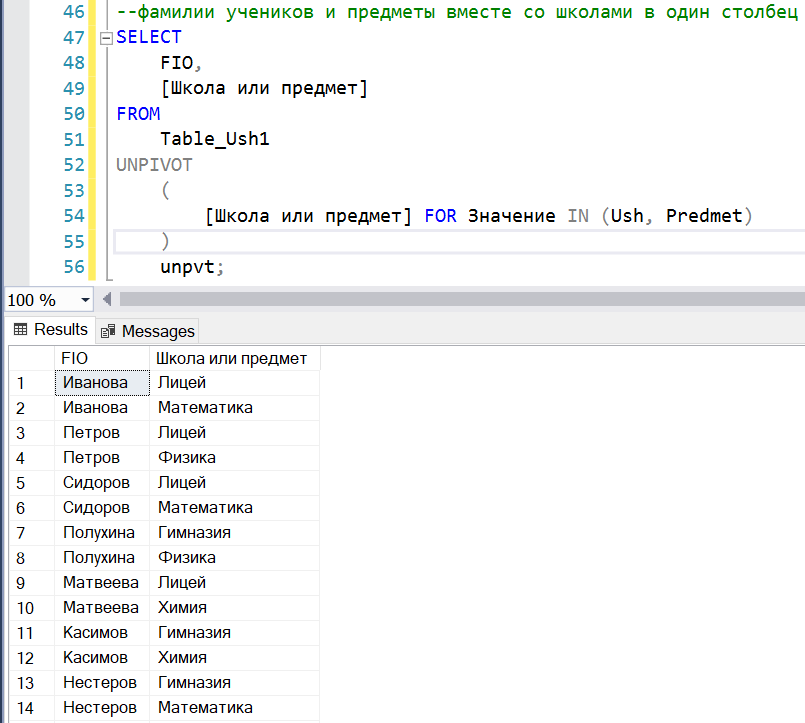 46 --фамилии учеников и предметы вместе со школами в один столбец
47 SELECT
48 FIO,
49 [Школа или предмет]
50 FROM
51 Table_Ush1
52 UNPIVOT
53 (
54 [Школа или предмет] FOR Значение IN (Ush, Predmet)
55 )
56 unpvt;
100 %
Results Messages
FIO Школа или предмет
1 Иванова Лицей
2 Иванова Математика
3 Петров Лицей
4 Петров Физика
5 Сидоров Лицей
6 Сидоров Математика
7 Полухина Гимназия
8 Полухина Физика
9 Матвеева Лицей
10 Матвеева Химия
11 Касимов Гимназия
12 Касимов Химия
13 Нестеров Гимназия
14 Нестеров Математика